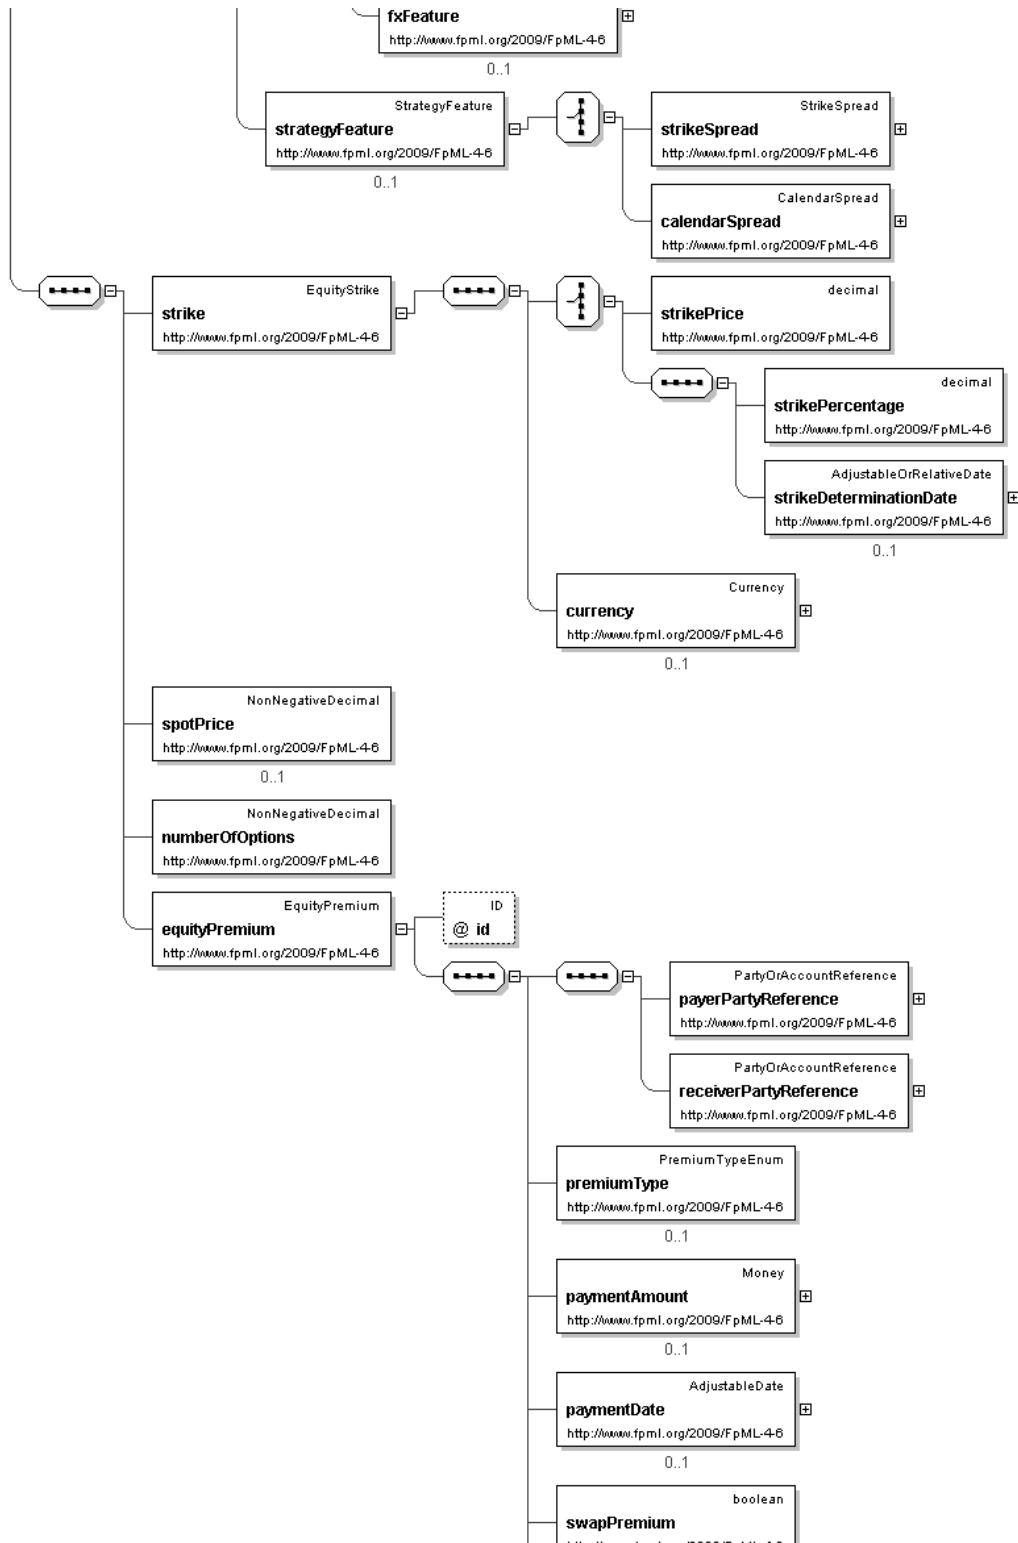 fxFeature
http://www.fpml.org/2009/FpML-4-6
0..1
StrategyFeature
strategyFeature
http://www.fpml.org/2009/FpML-4-6
0..1
StrikeSpread
strikeSpread
http://www.fpml.org/2009/FpML-4-6
CalendarSpread
calendarSpread
http://www.fpml.org/2009/FpML-4-6
EquityStrike
strike
http://www.fpml.org/2009/FpML-4-6
decimal
strikePrice
http://www.fpml.org/2009/FpML-4-6
decimal
strikePercentage
http://www.fpml.org/2009/FpML-4-6
AdjustableOrRelativeDate
strikeDeterminationDate
http://www.fpml.org/2009/FpML-4-6
0..1
Currency
currency
http://www.fpml.org/2009/FpML-4-6
0..1
NonNegativeDecimal
spotPrice
http://www.fpml.org/2009/FpML-4-6
0..1
NonNegativeDecimal
numberOfOptions
http://www.fpml.org/2009/FpML-4-6
EquityPremium
equityPremium
http://www.fpml.org/2009/FpML-4-6
ID
@ id
PartyOrAccountReference
payerPartyReference
http://www.fpml.org/2009/FpML-4-6
PartyOrAccountReference
receiverPartyReference
http://www.fpml.org/2009/FpML-4-6
PremiumTypeEnum
premiumType
http://www.fpml.org/2009/FpML-4-6
0..1
Money
paymentAmount
http://www.fpml.org/2009/FpML-4-6
0..1
AdjustableDate
paymentDate
http://www.fpml.org/2009/FpML-4-6
0..1
boolean
swapPremium